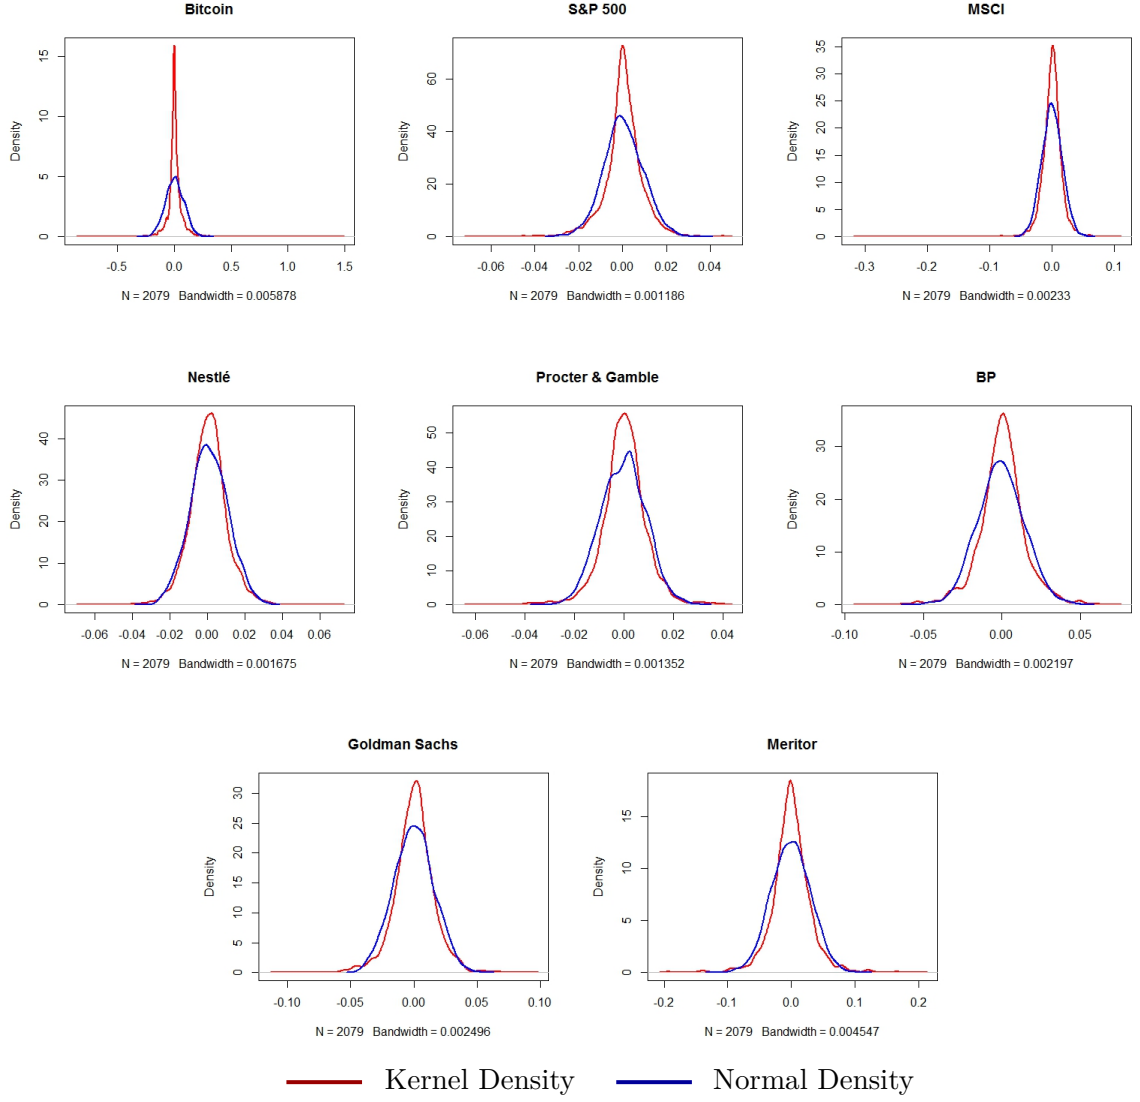 Bitcoin
Density
0 5 10 15
-0.5 0.0 0.5 1.0 1.5
N = 2079 Bandwidth = 0.005878
S&P 500
Density
0 20 40 60
-0.06 -0.04 -0.02 0.00 0.02 0.04
N = 2079 Bandwidth = 0.001186
MSCI
Density
0 5 10 15 20 25 30 35
-0.3 -0.2 -0.1 0.0 0.1
N = 2079 Bandwidth = 0.00233
Nestlé
Density
0 10 20 30 40
-0.06 -0.04 -0.02 0.00 0.02 0.04 0.06
N = 2079 Bandwidth = 0.001675
Procter & Gamble
Density
0 10 20 30 40 50
-0.06 -0.04 -0.02 0.00 0.02 0.04
N = 2079 Bandwidth = 0.001352
BP
Density
0 10 20 30
-0.10 -0.05 0.00 0.05
N = 2079 Bandwidth = 0.002197
Goldman Sachs
Density
0 5 10 15 20 25 30
-0.10 -0.05 0.00 0.05 0.10
N = 2079 Bandwidth = 0.002496
Meritor
Density
0 5 10 15
-0.2 -0.1 0.0 0.1 0.2
N = 2079 Bandwidth = 0.004547
Kernel Density Normal Density